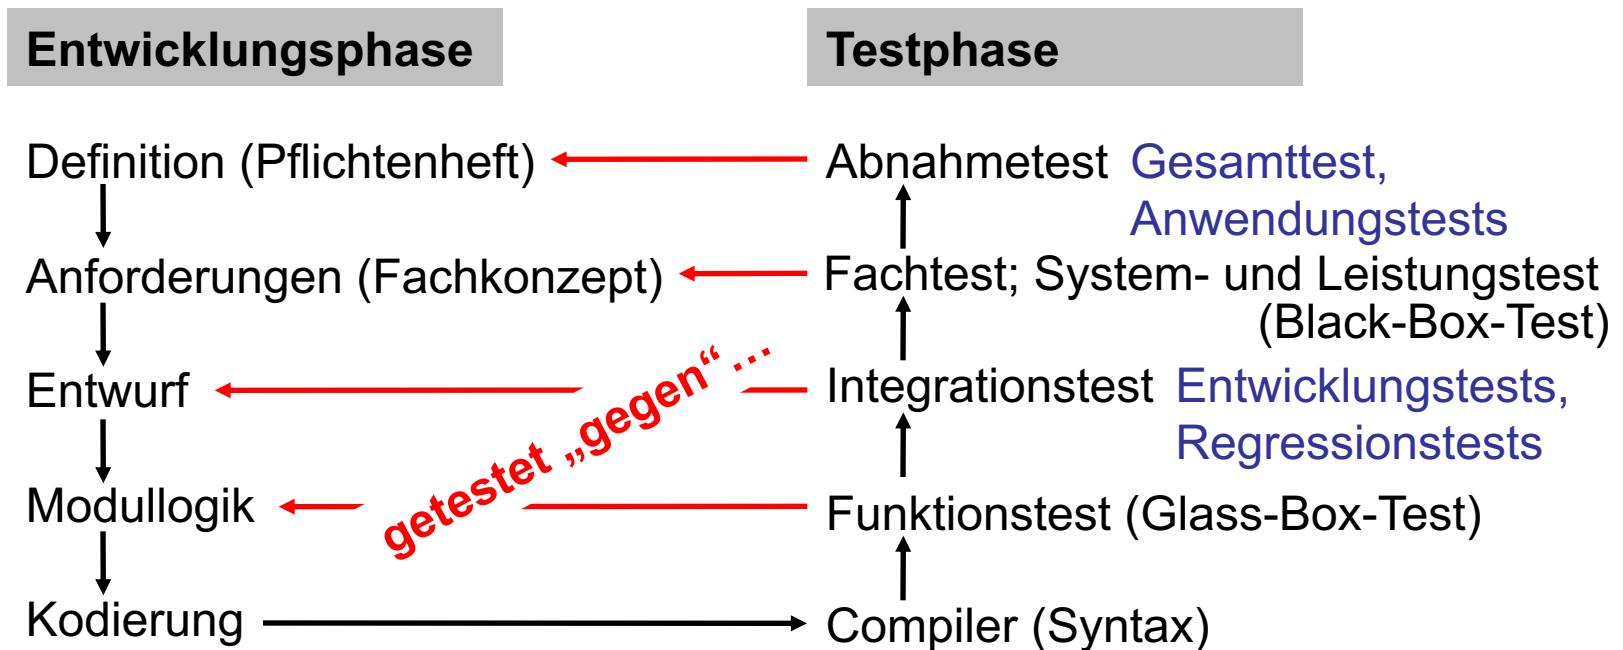 Entwicklungsphase
Testphase
Definition (Pflichtenheft)
Abnahmetest Gesamttest,
Anwendungstests
Anforderungen (Fachkonzept)
Fachtest; System- und Leistungstest
(Black-Box-Test)
Entwurf
getestet „gegen“ …
Integrationstest Entwicklungstests,
Regressionstests
Modullogik
Funktionstest (Glass-Box-Test)
Kodierung
Compiler (Syntax)